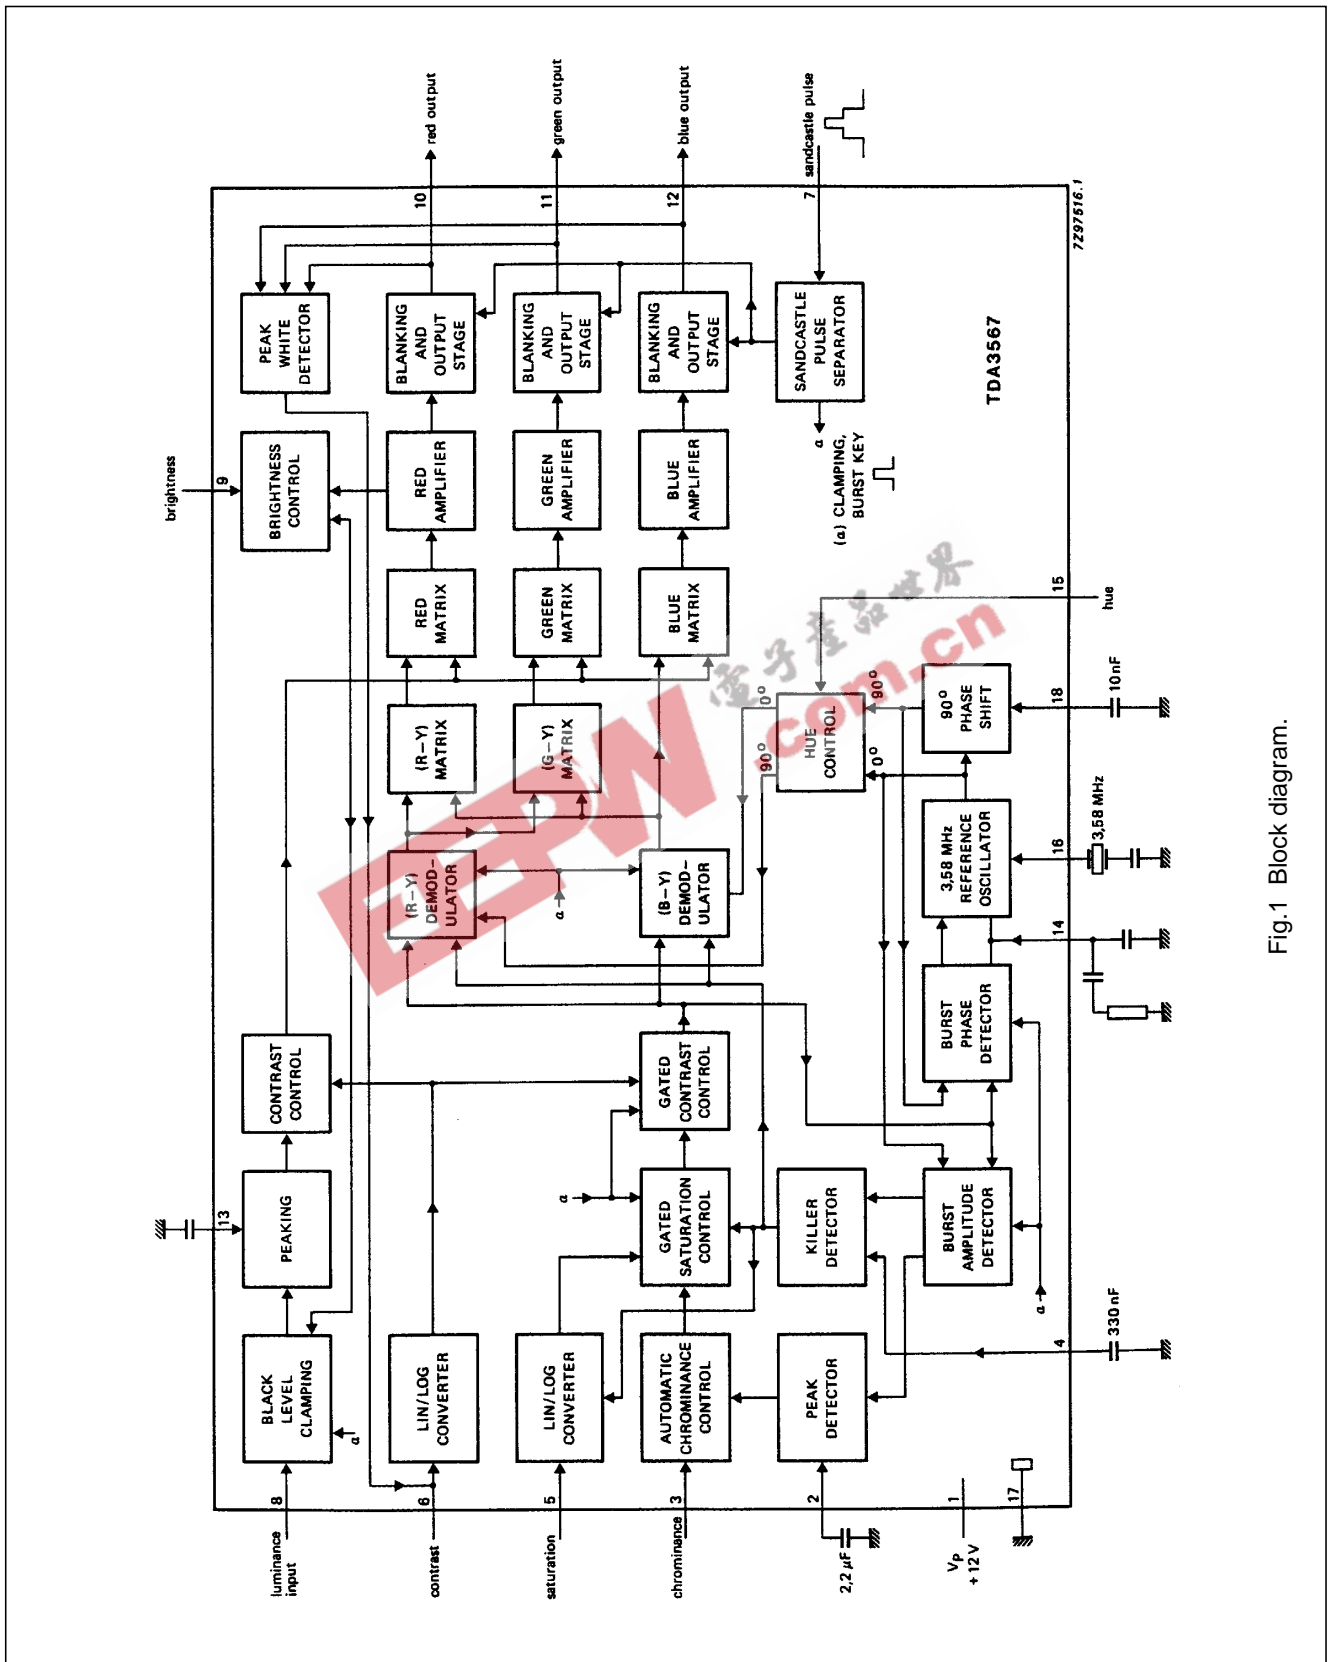 luminance
input
8
BLACK
LEVEL
CLAMPING
a
13
PEAKING
CONTRAST
CONTROL
brightness
9
BRIGHTNESS
CONTROL
PEAK
WHITE
DETECTOR
contrast
6
LIN/LOG
CONVERTER
(R–Y)
DEMOD-
ULATOR
(R–Y)
MATRIX
RED
MATRIX
RED
AMPLIFIER
BLANKING
AND
OUTPUT
STAGE
10
red output
saturation
5
LIN/LOG
CONVERTER
a
a
(G–Y)
MATRIX
GREEN
MATRIX
GREEN
AMPLIFIER
BLANKING
AND
OUTPUT
STAGE
11
green output
chrominance
3
AUTOMATIC
CHROMINANCE
CONTROL
GATED
SATURATION
CONTROL
GATED
CONTRAST
CONTROL
(B–Y)
DEMOD-
ULATOR
BLUE
MATRIX
BLUE
AMPLIFIER
BLANKING
AND
OUTPUT
STAGE
12
blue output
2
2,2 µF
PEAK
DETECTOR
KILLER
DETECTOR
90°
0°
HUE
CONTROL
0°
90°
a
(a) CLAMPING,
BURST KEY
SANDCASTLE
PULSE
SEPARATOR
7
sandcastle pulse
1
VP
+12 V
BURST
AMPLITUDE
DETECTOR
BURST
PHASE
DETECTOR
3,58 MHz
REFERENCE
OSCILLATOR
90°
PHASE
SHIFT
TDA3567
17
a
4
330 nF
14
16
3,58 MHz
18
10 nF
15
hue
7Z97516.1
EEPW
.com.cn
電子產品世界
Fig.1 Block diagram.